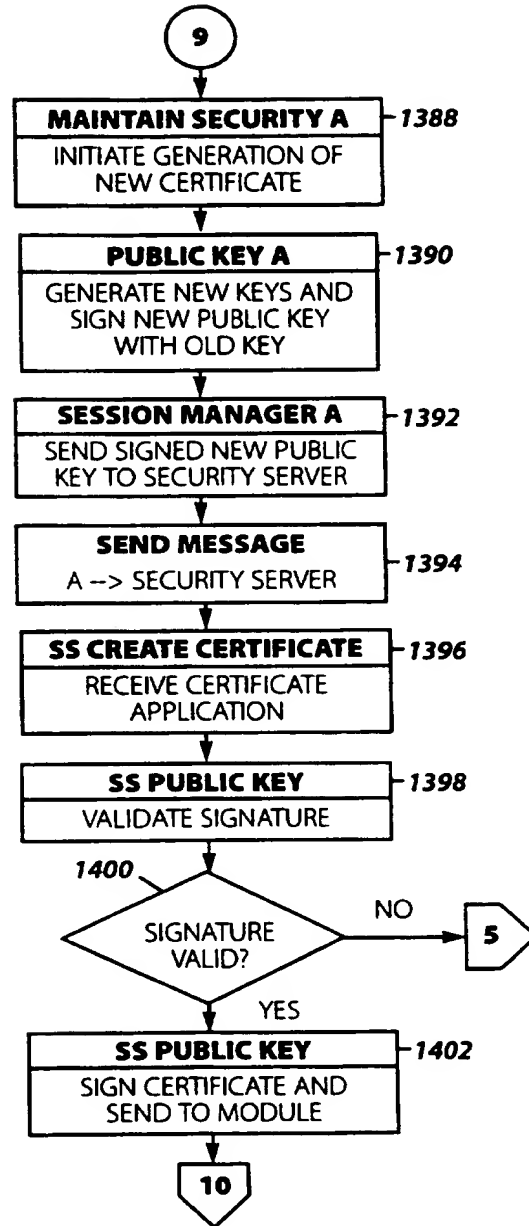 9
MAINTAIN SECURITY A
1388
INITIATE GENERATION OF
NEW CERTIFICATE
PUBLIC KEY A
1390
GENERATE NEW KEYS AND
SIGN NEW PUBLIC KEY
WITH OLD KEY
SESSION MANAGER A
1392
SEND SIGNED NEW PUBLIC
KEY TO SECURITY SERVER
SEND MESSAGE
1394
A --> SECURITY SERVER
SS CREATE CERTIFICATE
1396
RECEIVE CERTIFICATE
APPLICATION
SS PUBLIC KEY
1398
VALIDATE SIGNATURE
1400
SIGNATURE
VALID?
NO
5
YES
SS PUBLIC KEY
1402
SIGN CERTIFICATE AND
SEND TO MODULE
10